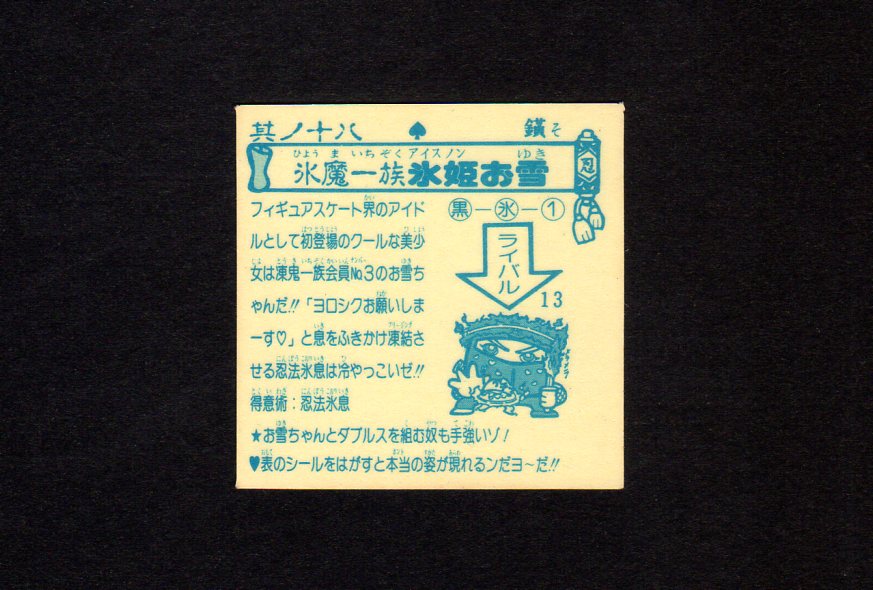 其ノ十八 ♠ 鏡そ
ひょう ま いちぞくアイスノン ゆき
氷魔一族氷姫お雪
忍
フィギュアスケート界のアイド
ルとして初登場のクールな美少
女は凍鬼一族会員No.3のお雪ち
ゃんだ!!「ヨロシクお願いしま
ーす♡」と息をふきかけ凍結さ
せる忍法氷息は冷やっこいゼ!!
得意術:忍法氷息
★お雪ちゃんとダブルスを組む奴も手強いゾ!
♥表のシールをはがすと本当の姿が現れるンだヨ〜だ!!
黒-氷-1
ライバル
13